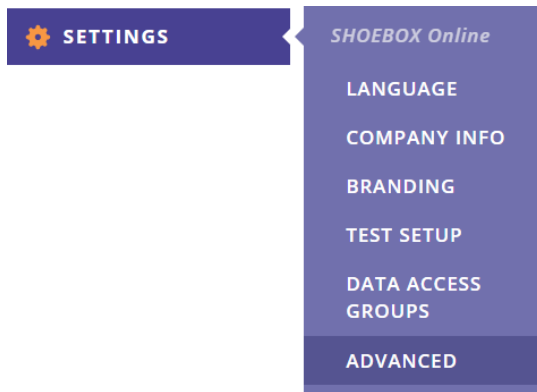 SETTINGS
SHOEBOX Online
LANGUAGE
COMPANY INFO
BRANDING
TEST SETUP
DATA ACCESS
GROUPS
ADVANCED